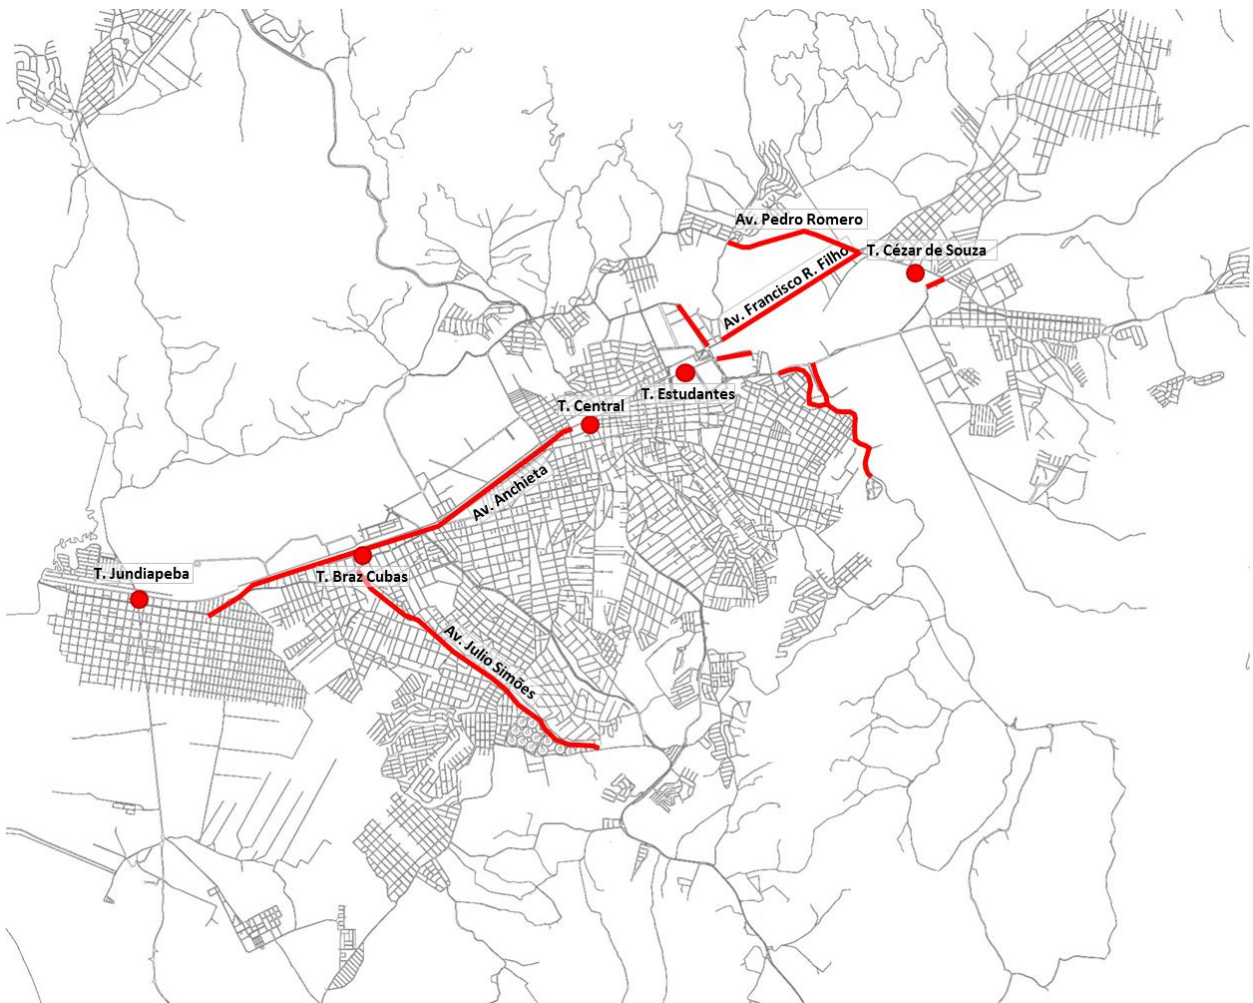 Av. Pedro Romero
T. Cézar de Souza
Av. Francisco R. Filho
T. Estudantes
T. Central
Av. Anchieta
T. Jundiapeba
T. Braz Cubas
Av. Julio Simões